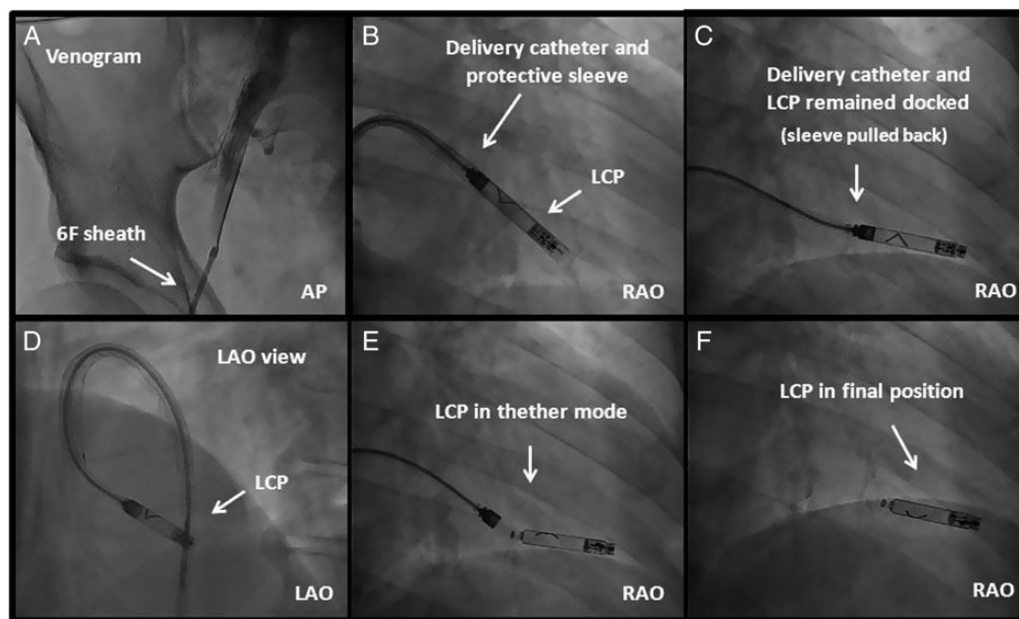 A
Venogram
6F sheath
AP
B
Delivery catheter and
protective sleeve
LCP
RAO
C
Delivery catheter and
LCP remained docked
(sleeve pulled back)
RAO
D
LAO view
LCP
LAO
E
LCP in thether mode
RAO
F
LCP in final position
RAO